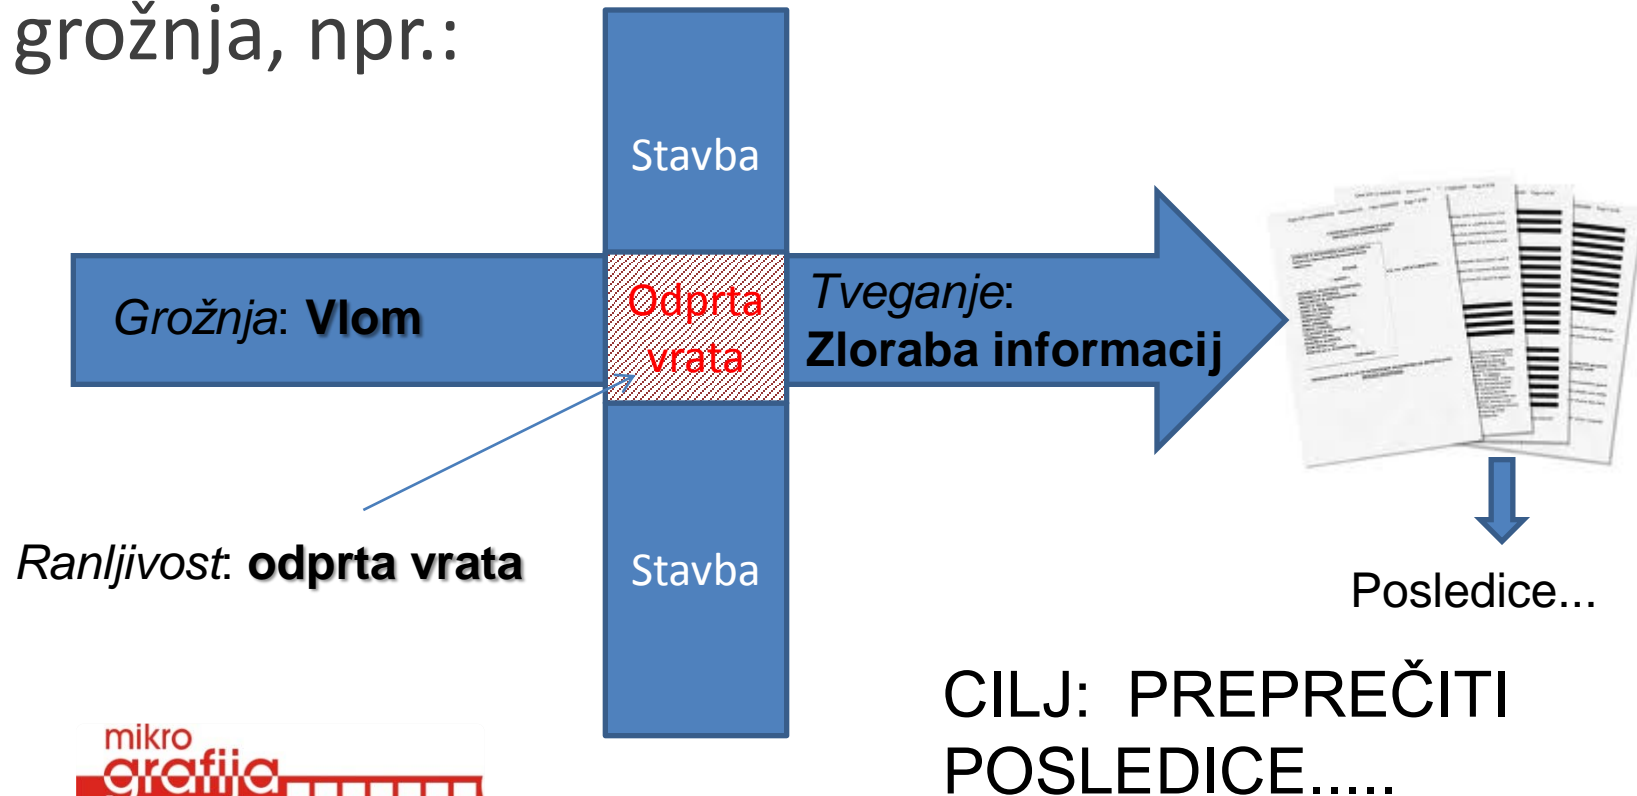 grožnja, npr.:
Stavba
Grožnja: Vlom
Odprta
vrata
Tveganje:
Zloraba informacij
Ranljivost: odprta vrata
Stavba
Posledice...
CILJ: PREPREČITI
POSLEDICE.....
mikro
grafija